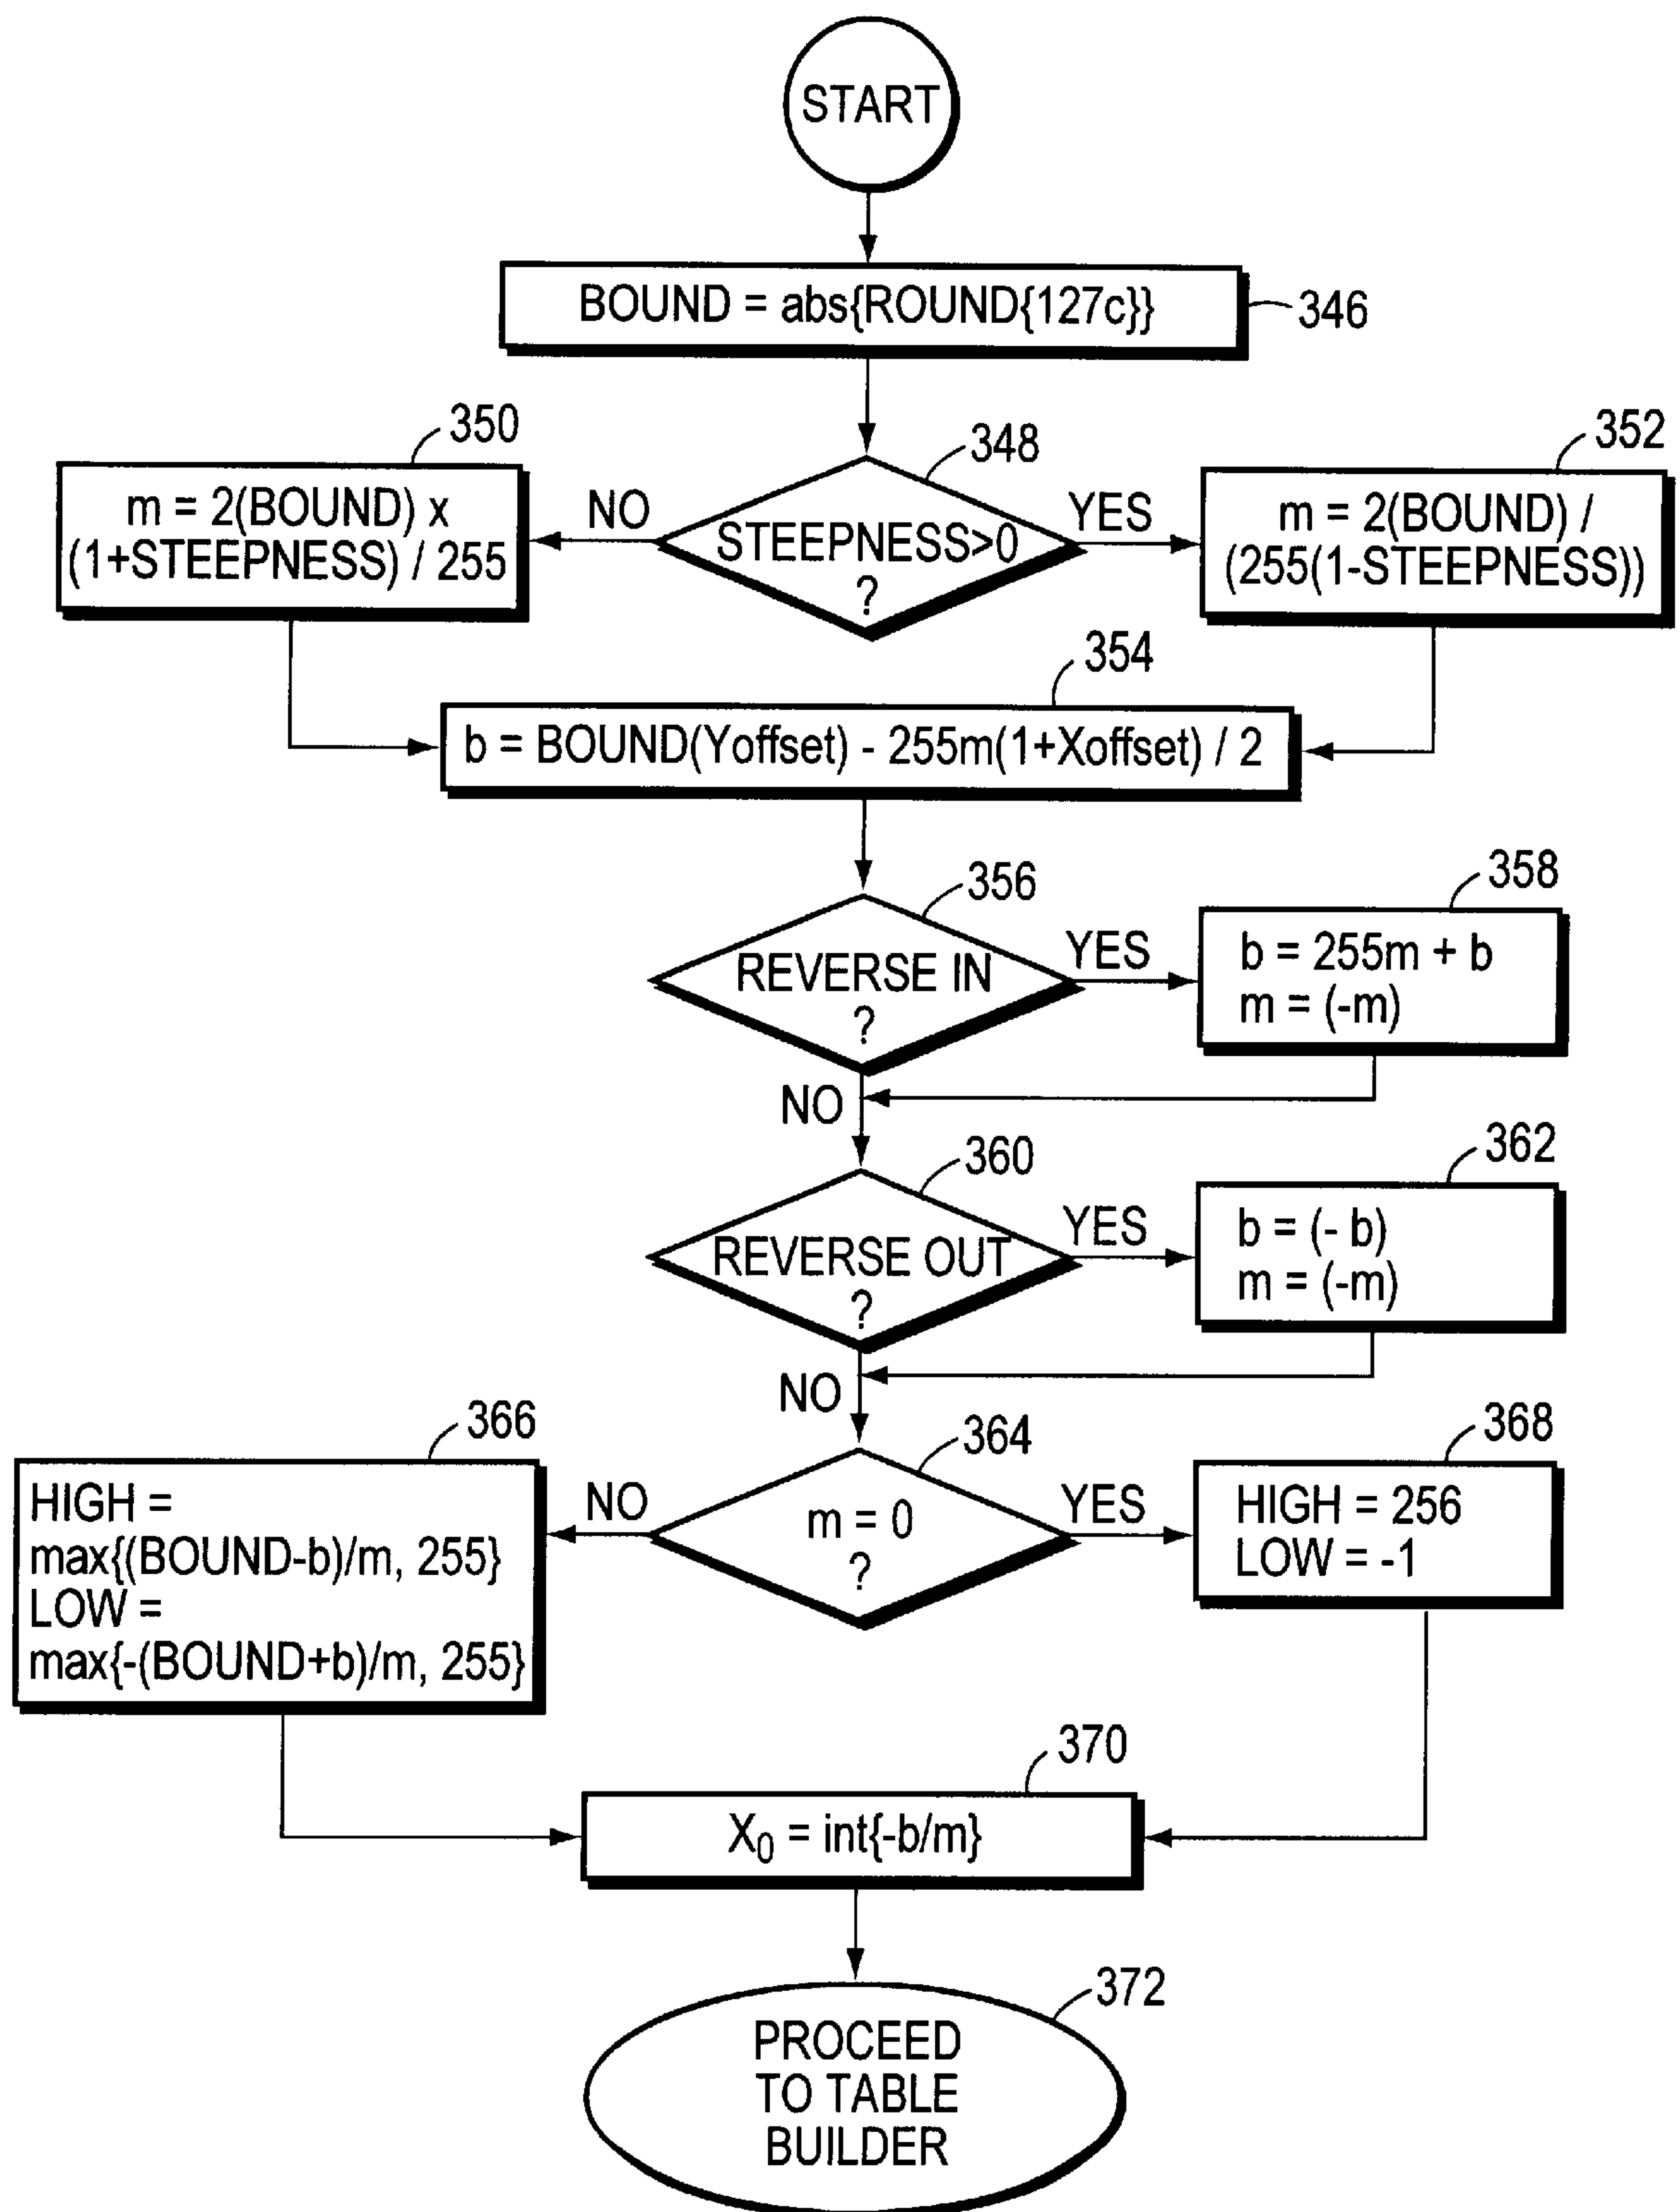 START
BOUND = abs{ROUND{127c}}
346
350
348
352
m = 2(BOUND) x
(1+STEEPNESS) / 255
NO
STEEPNESS>0
?
YES
m = 2(BOUND) /
(255(1-STEEPNESS))
354
b = BOUND(Yoffset) - 255m(1+Xoffset) / 2
356
358
REVERSE IN
?
YES
b = 255m + b
m = (-m)
NO
360
362
REVERSE OUT
?
YES
b = (- b)
m = (-m)
NO
366
364
368
HIGH =
max{(BOUND-b)/m, 255}
LOW =
max{-(BOUND+b)/m, 255}
NO
m = 0
?
YES
HIGH = 256
LOW = -1
370
X₀ = int{-b/m}
372
PROCEED
TO TABLE
BUILDER